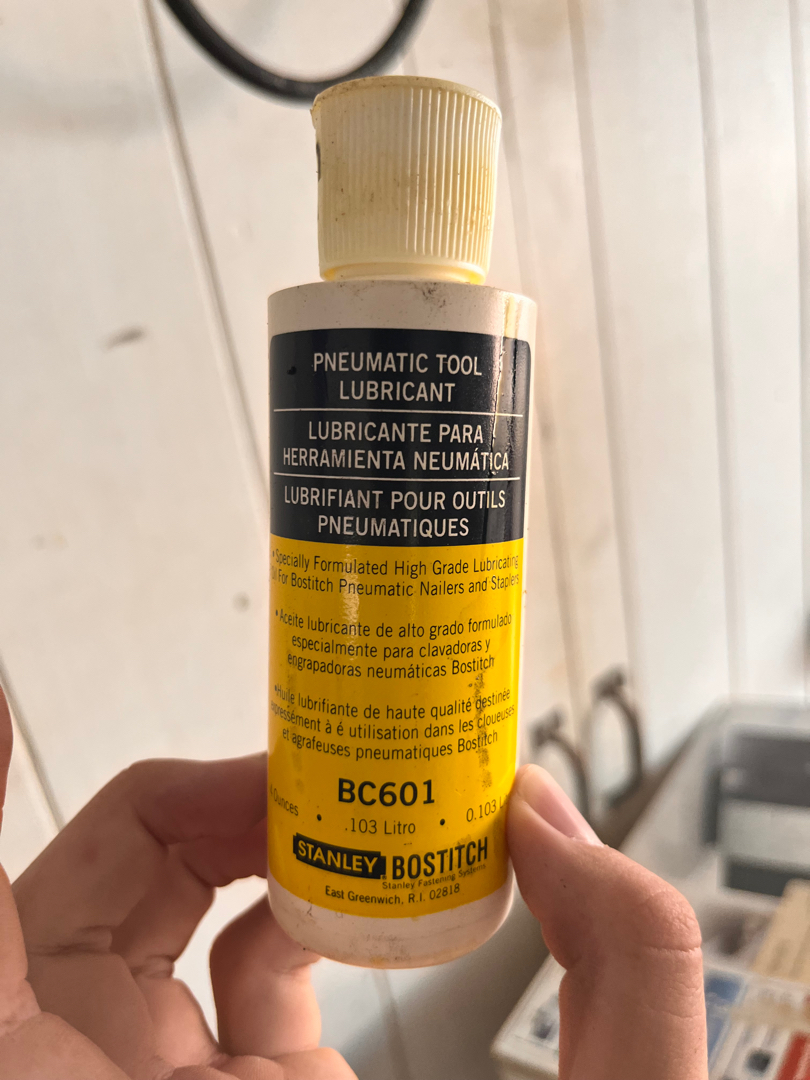 PNEUMATIC TOOL
LUBRICANT
LUBRICANTE PARA
HERRAMIENTA NEUMÁTICA
LUBRIFIANT POUR OUTILS
PNEUMATIQUES
• Specially Formulated High Grade Lubricating
For Bostitch Pneumatic Nailers and Staplers
• Aceite lubricante de alto grado formulado
especialmente para clavadoras y
engrapadoras neumáticas Bostitch
• Huile lubrifiante de haute qualité destinée
expressément à é utilisation dans les cloueuses
et agrafeuses pneumatiques Bostitch
BC601
Ounces • .103 Litro • 0.103
STANLEY BOSTITCH
Stanley Fastening Systems
East Greenwich, R.I. 02818